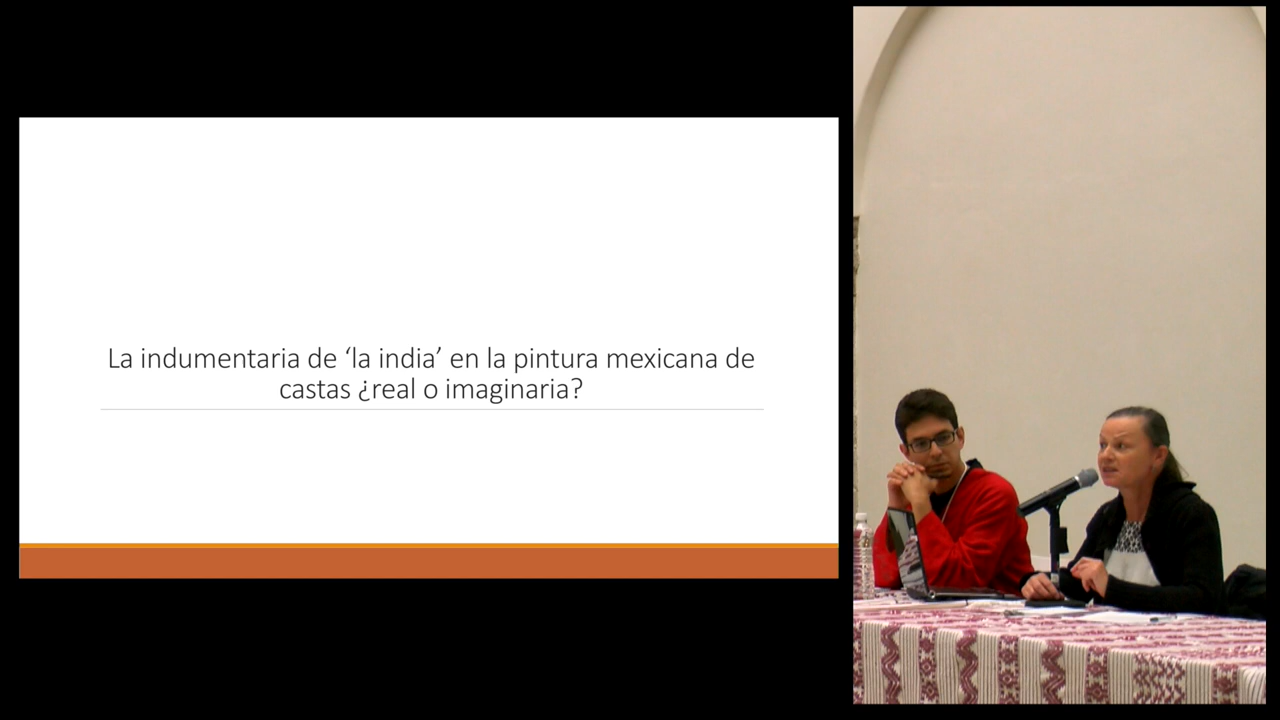 La indumentaria de ‘la india’ en la pintura mexicana de
castas ¿real o imaginaria?